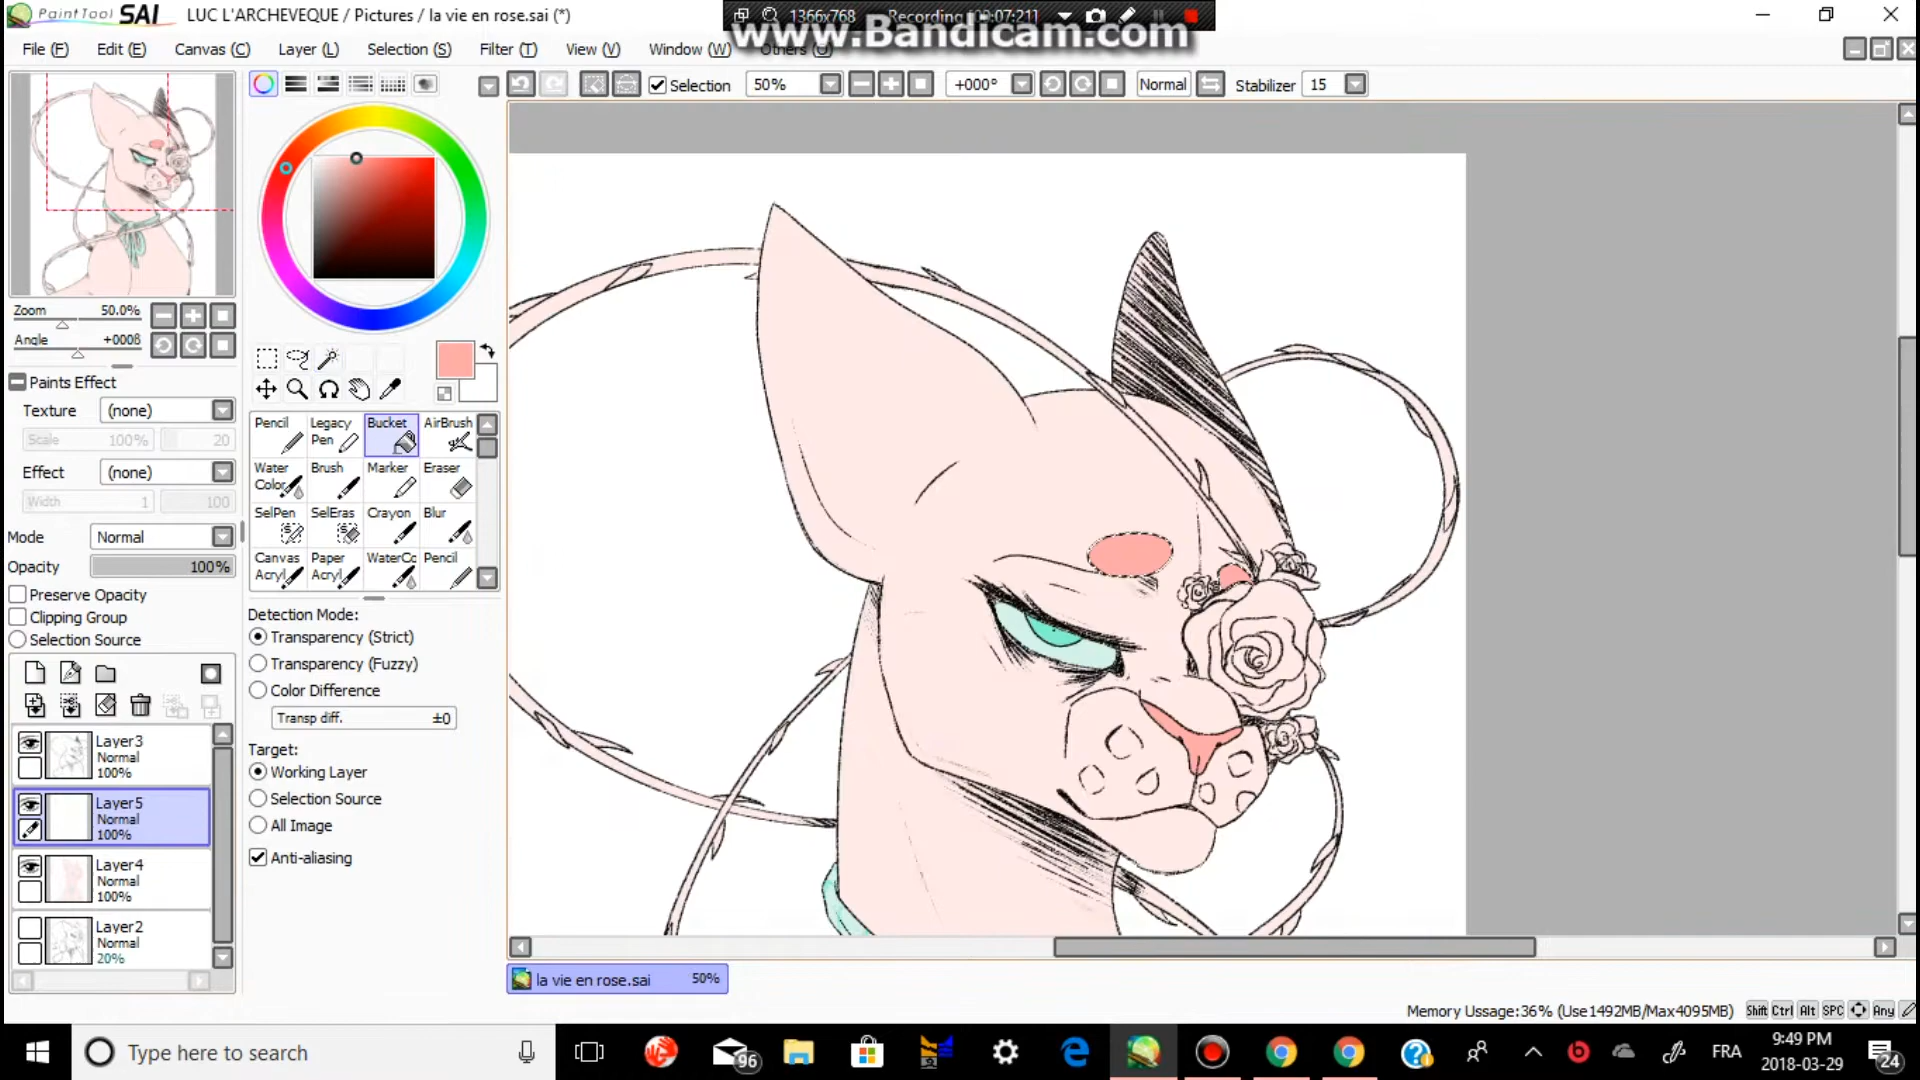 PaintTool SAI LUC L'ARCHEVEQUE / Pictures / la vie en rose.sai (*)
1366x768 Recording [00:07:21]
www.Bandicam.com
File (F) Edit (E) Canvas (C) Layer (L) Selection (S) Filter (T) View (V) Window (W) Others (O)
Selection 50% +000° Normal Stabilizer 15
Zoom 50.0%
Angle +000ß
Paints Effect
Texture (none)
Scale 100% 20
Effect (none)
Width 1 100
Mode Normal
Opacity 100%
Preserve Opacity
Clipping Group
Selection Source
Layer3
Normal
100%
Layer5
Normal
100%
Layer4
Normal
100%
Layer2
Normal
20%
Pencil Legacy Pen Bucket AirBrush
Water Color Brush Marker Eraser
SelPen SelEras Crayon Blur
Canvas Acryl Paper Acryl WaterCo Pencil
Detection Mode:
Transparency (Strict)
Transparency (Fuzzy)
Color Difference
Transp diff. ±0
Target:
Working Layer
Selection Source
All Image
Anti-aliasing
la vie en rose.sai 50%
Memory Ussage:36% (Use1492MB/Max4095MB) Shift Ctrl Alt SPC Any
Type here to search
96
FRA
9:49 PM
2018-03-29
24